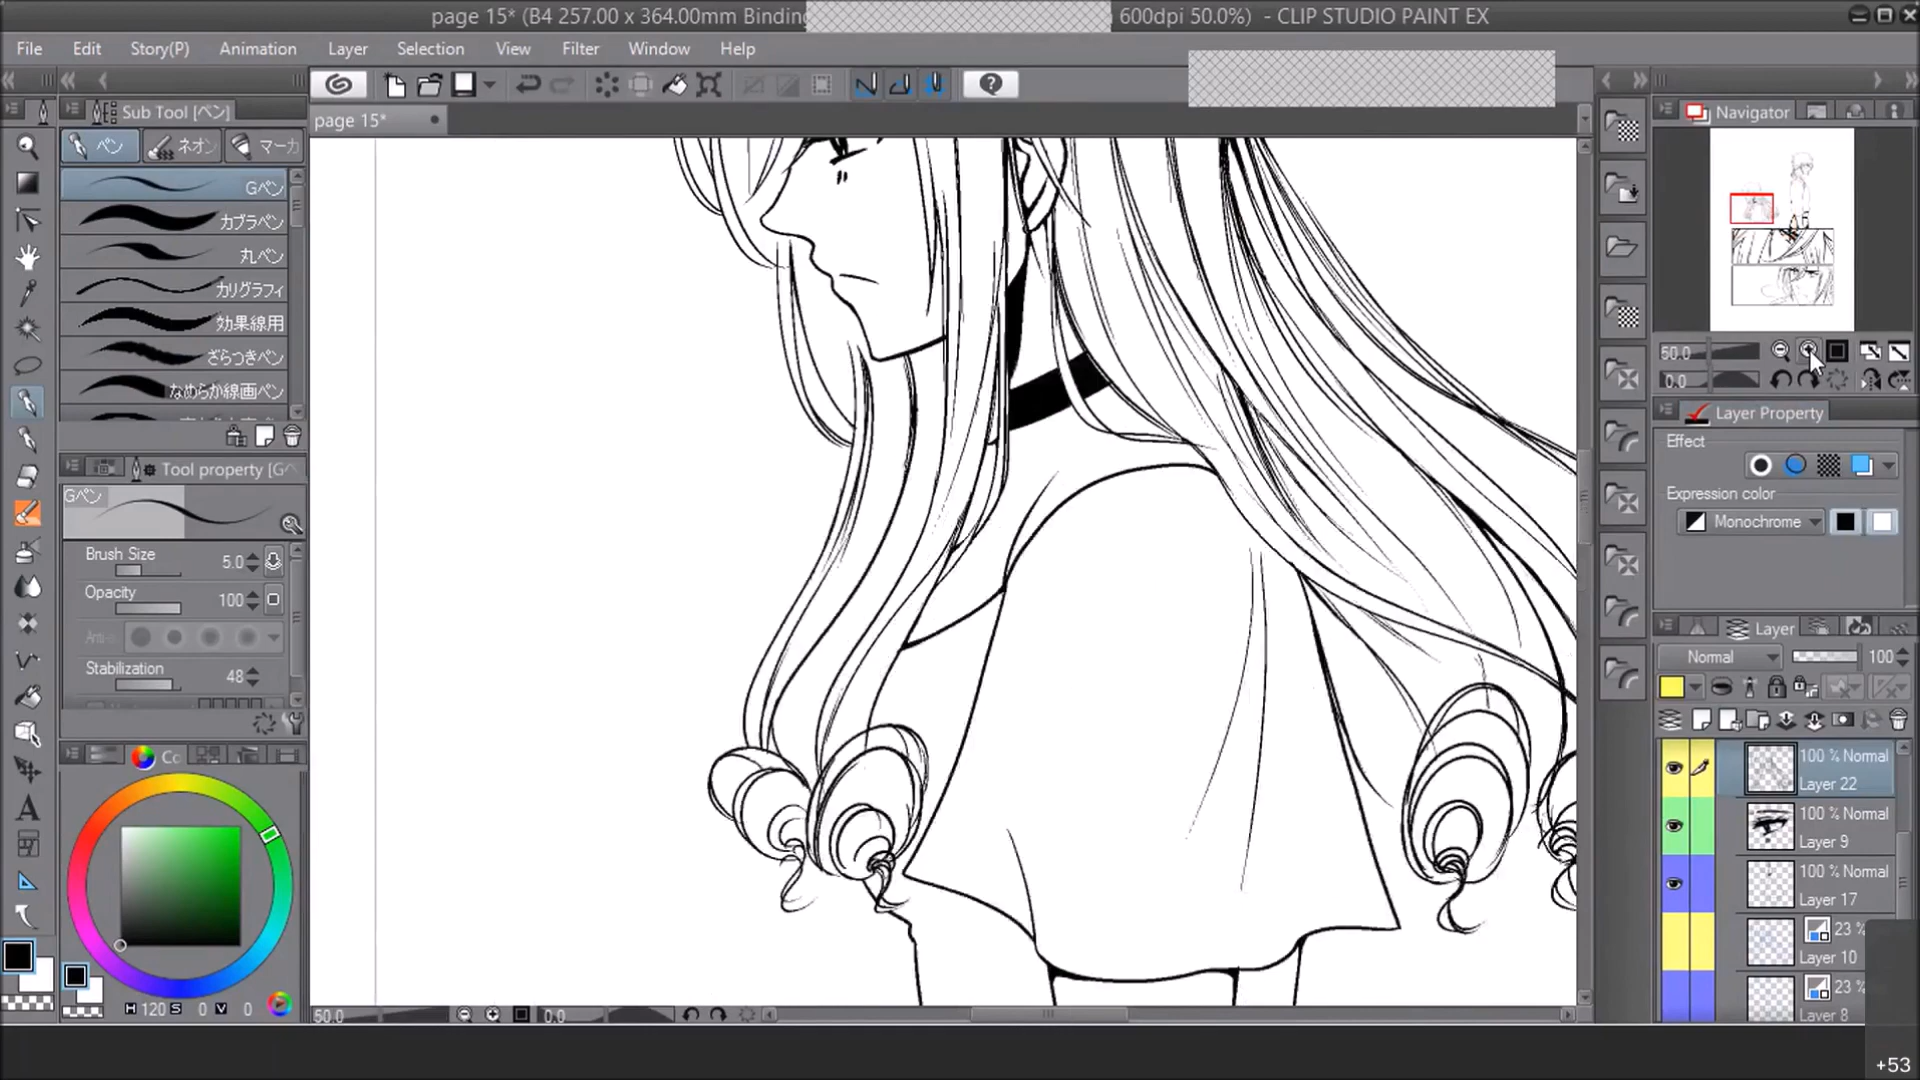 page 15* (B4 257.00 x 364.00mm Binding 600dpi 50.0%) - CLIP STUDIO PAINT EX
File Edit Story(P) Animation Layer Selection View Filter Window Help
Sub Tool [ペン]
page 15*
Navigator
ペン ネオン マーカ
Gペン
カブラペン
丸ペン
カリグラフィ
効果線用
ざらつきペン
なめらか線画ペン
50.0
0.0
Layer Property
Effect
Expression color
Monochrome
Tool property [Gペ
Gペン
Brush Size 5.0
Opacity 100
Anti-
Stabilization 48
Layer
Normal 100
100 % Normal
Layer 22
100 % Normal
Layer 9
100 % Normal
Layer 17
23 %
Layer 10
23 %
Layer 8
Cc
H 120 S 0 V 0
50.0 0.0
+53